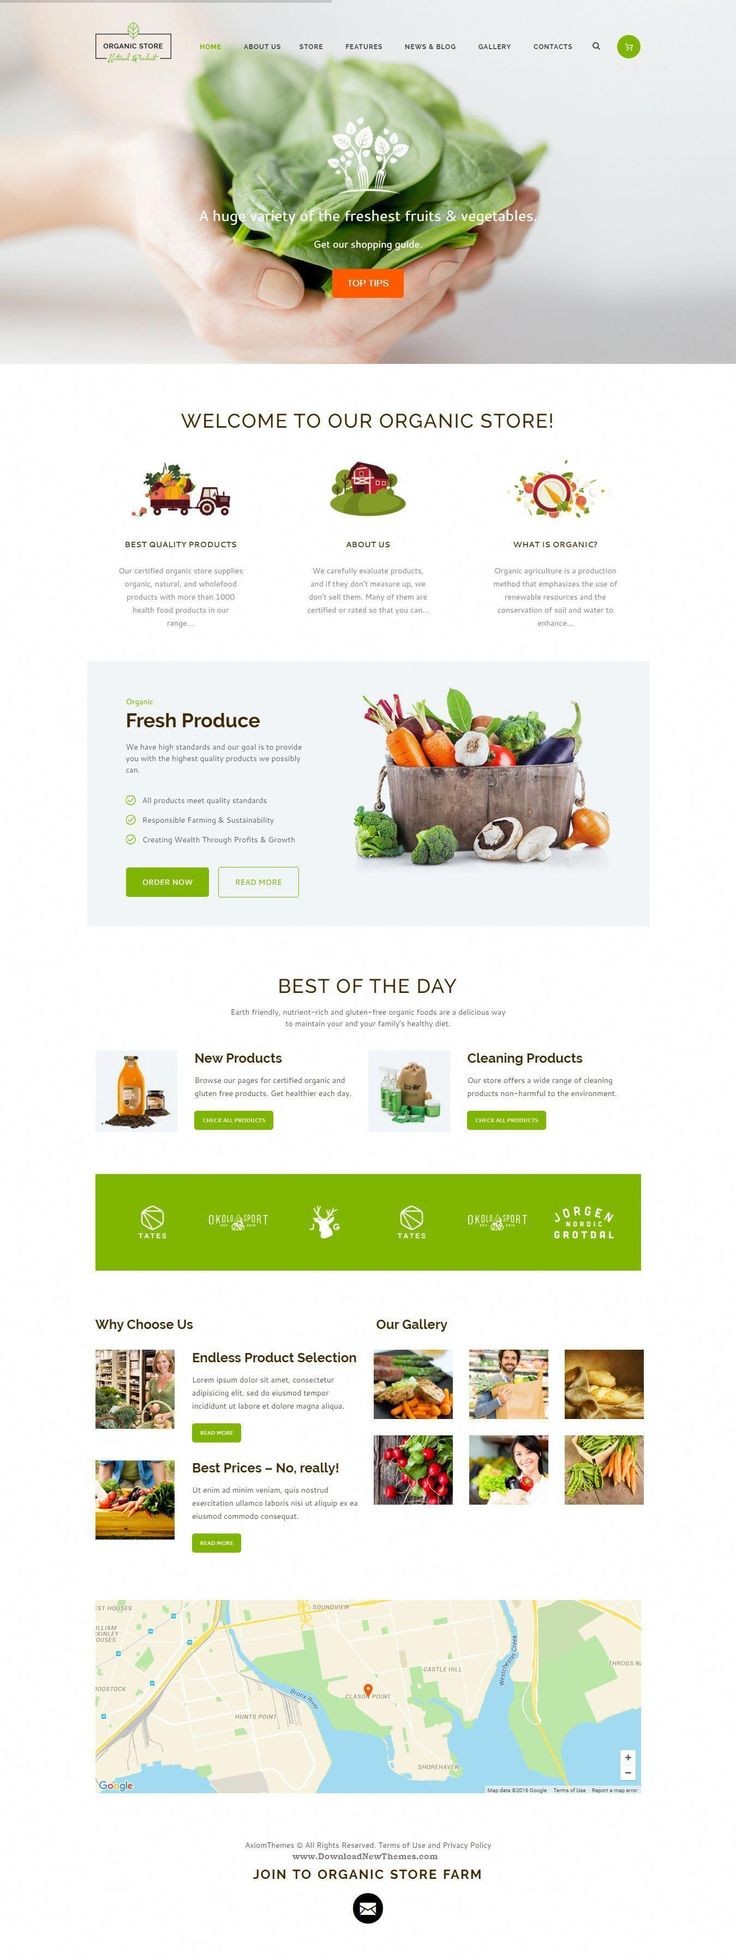 ORGANIC STORE
Natural Product
HOME ABOUT US STORE FEATURES NEWS & BLOG GALLERY CONTACTS
A huge variety of the freshest fruits & vegetables.
Get our shopping guide.
TOP TIPS
WELCOME TO OUR ORGANIC STORE!
BEST QUALITY PRODUCTS
Our certified organic store supplies
organic, natural, and wholefood
products with more than 1000
health food products in our
range...
ABOUT US
We carefully evaluate products,
and if they don't measure up, we
don't sell them. Many of them are
certified or rated so that you can...
WHAT IS ORGANIC?
Organic agriculture is a production
method that emphasizes the use of
renewable resources and the
conservation of soil and water to
enhance...
Organic
Fresh Produce
We have high standards and our goal is to provide
you with the highest quality products we possibly
can.
All products meet quality standards
Responsible Farming & Sustainability
Creating Wealth Through Profits & Growth
ORDER NOW READ MORE
BEST OF THE DAY
Earth friendly, nutrient-rich and gluten-free organic foods are a delicious way
to maintain your and your family's healthy diet.
New Products
Browse our pages for certified organic and
gluten free products. Get healthier each day.
CHECK ALL PRODUCTS
Eco-Me
Cleaning Products
Our store offers a wide range of cleaning
products non-harmful to the environment.
CHECK ALL PRODUCTS
TATES
OKOLO SPORT
J G
TATES
OKOLO SPORT
JORGEN
NORDIC
GROTDAL
Why Choose Us
Endless Product Selection
Lorem ipsum dolor sit amet, consectetur
adipisicing elit, sed do eiusmod tempor
incididunt ut labore et dolore magna aliqua.
READ MORE
Best Prices – No, really!
Ut enim ad minim veniam, quis nostrud
exercitation ullamco laboris nisi ut aliquip ex ea
eiusmod commodo consequat.
READ MORE
Our Gallery
EST HOUSES
SOUNDVIEW
ILLIAM
CKINLEY
OUSES
CASTLE HILL
Westchester Creek
THROGS N
ODSTOCK
Bronx River
CLASON POINT
HUNTS POINT
SHOREHAVEN
+
−
Google
Map data ©2016 Google Terms of Use Report a map error
AxiomThemes © All Rights Reserved. Terms of Use and Privacy Policy
www.DownloadNewThemes.com
JOIN TO ORGANIC STORE FARM